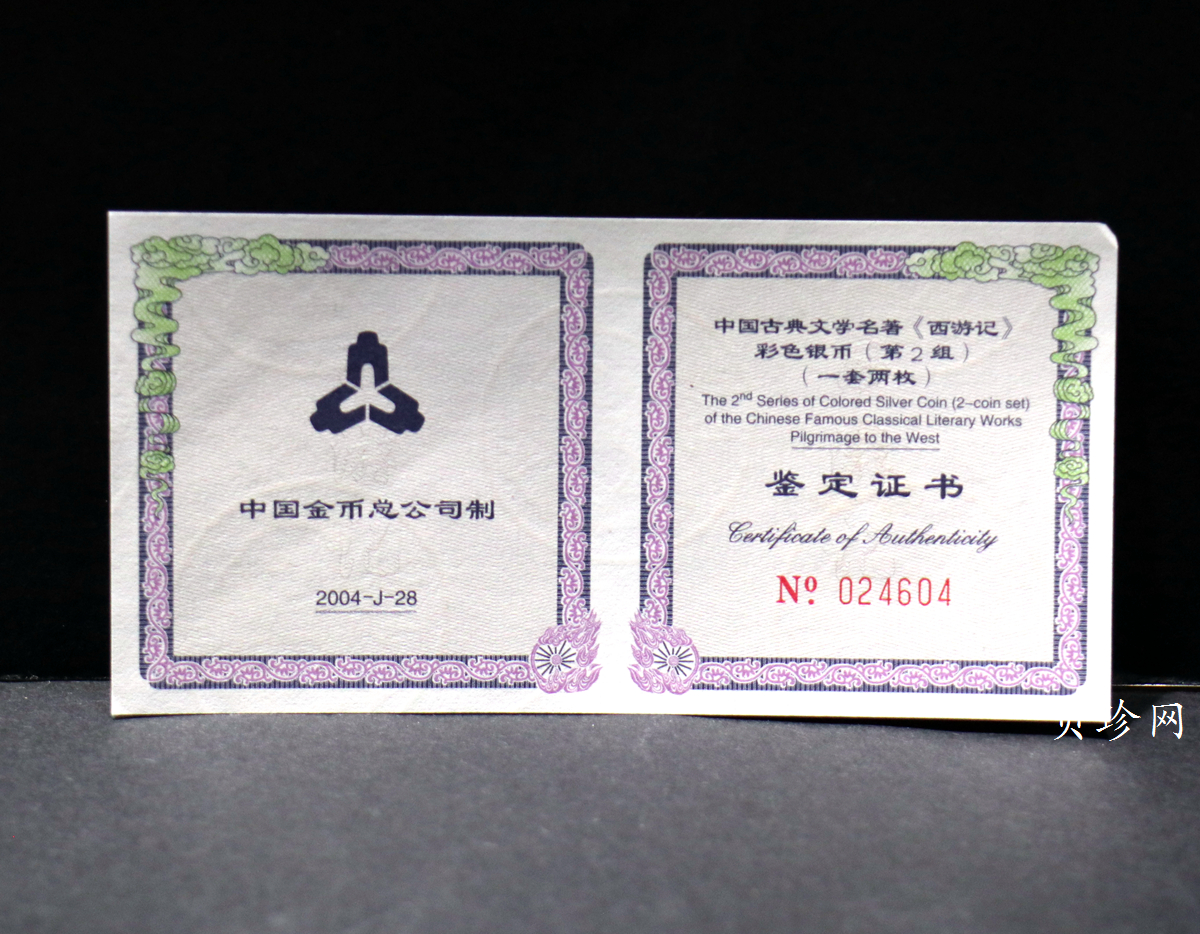 中国金币总公司制
2004-J-28
中国古典文学名著《西游记》
彩色银币（第2组）
（一套两枚）
The 2nd Series of Colored Silver Coin (2-coin set)
of the Chinese Famous Classical Literary Works
Pilgrimage to the West
鉴定证书
Certificate of Authenticity
Nº 024604
珍网